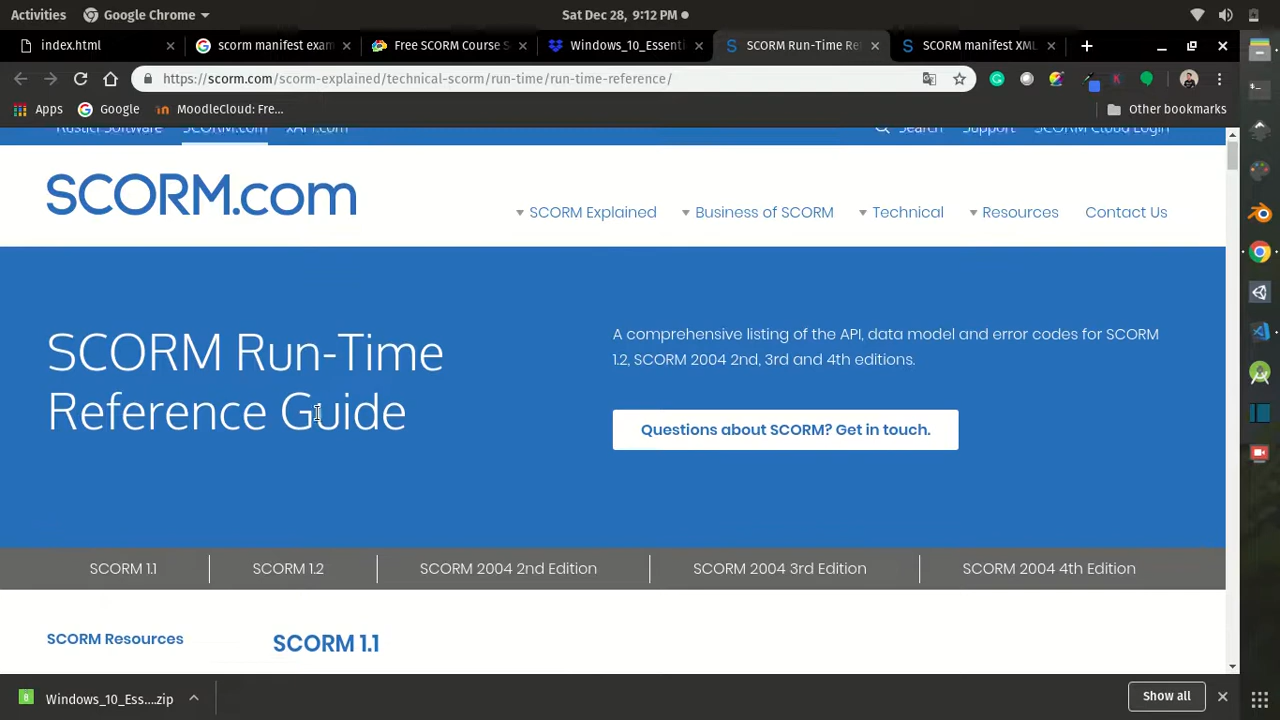 Activities
Google Chrome
Sat Dec 28, 9:12 PM
index.html
scorm manifest exam
Free SCORM Course S
Windows_10_Essenti
SCORM Run-Time Re
SCORM manifest XML
https://scorm.com/scorm-explained/technical-scorm/run-time/run-time-reference/
Apps
Google
MoodleCloud: Fre...
Other bookmarks
Rustici Software
SCORM.com
xAPI.com
Search
Support
SCORM Cloud Login
SCORM.com
SCORM Explained
Business of SCORM
Technical
Resources
Contact Us
SCORM Run-Time
Reference Guide
A comprehensive listing of the API, data model and error codes for SCORM
1.2, SCORM 2004 2nd, 3rd and 4th editions.
Questions about SCORM? Get in touch.
SCORM 1.1
SCORM 1.2
SCORM 2004 2nd Edition
SCORM 2004 3rd Edition
SCORM 2004 4th Edition
SCORM Resources
SCORM 1.1
Windows_10_Ess....zip
Show all